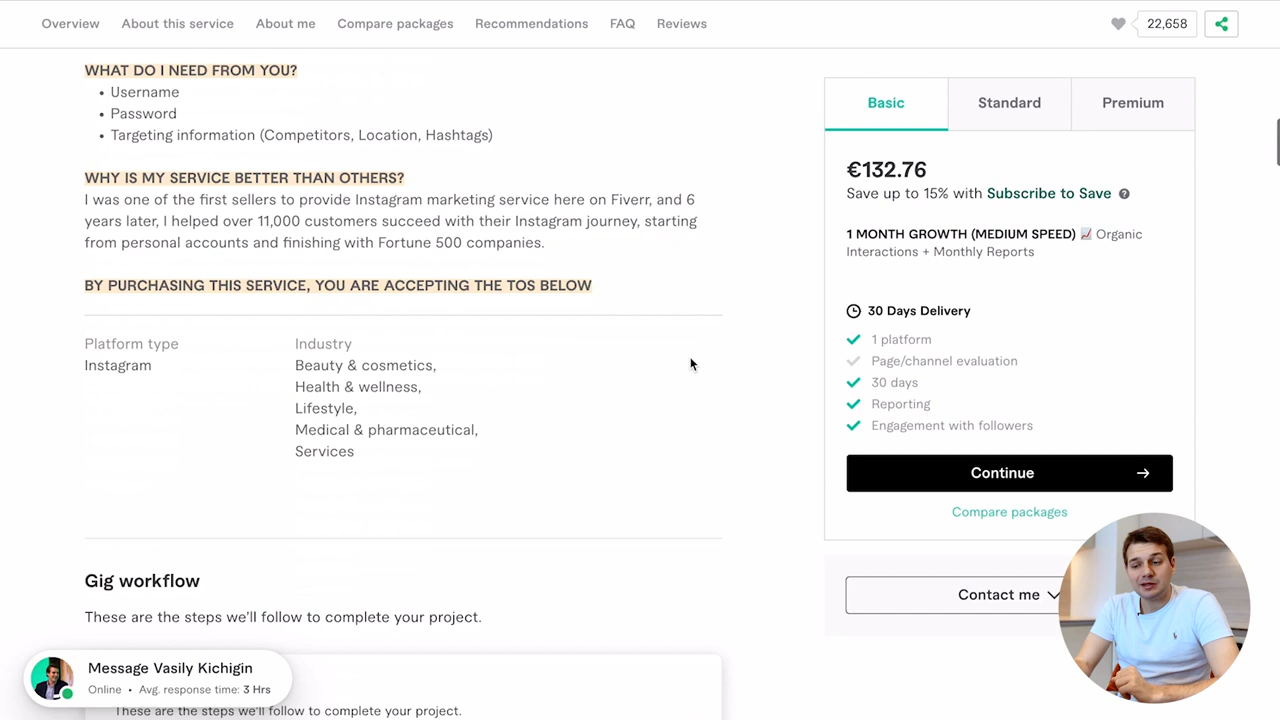 Overview About this service About me Compare packages Recommendations FAQ Reviews 22,658
WHAT DO I NEED FROM YOU?
• Username
• Password
• Targeting information (Competitors, Location, Hashtags)
WHY IS MY SERVICE BETTER THAN OTHERS?
I was one of the first sellers to provide Instagram marketing service here on Fiverr, and 6
years later, I helped over 11,000 customers succeed with their Instagram journey, starting
from personal accounts and finishing with Fortune 500 companies.
BY PURCHASING THIS SERVICE, YOU ARE ACCEPTING THE TOS BELOW
Platform type
Instagram
Industry
Beauty & cosmetics,
Health & wellness,
Lifestyle,
Medical & pharmaceutical,
Services
Gig workflow
These are the steps we'll follow to complete your project.
These are the steps we'll follow to complete your project.
Message Vasily Kichigin
Online • Avg. response time: 3 Hrs
Basic Standard Premium
€132.76
Save up to 15% with Subscribe to Save ?
1 MONTH GROWTH (MEDIUM SPEED) 📈 Organic
Interactions + Monthly Reports
30 Days Delivery
1 platform
Page/channel evaluation
30 days
Reporting
Engagement with followers
Continue →
Compare packages
Contact me